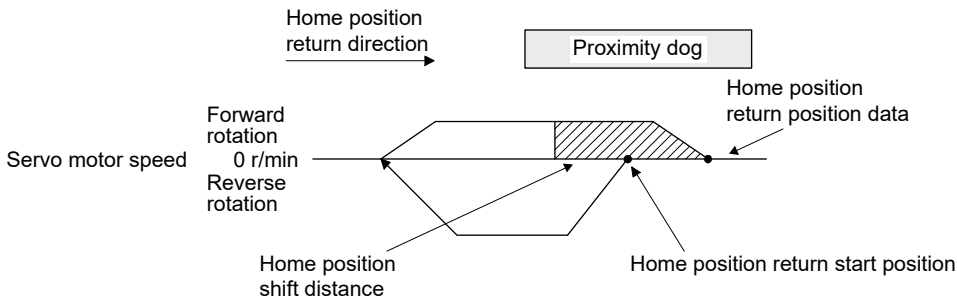 Home position
return direction
Proximity dog
Home position
return position data
Forward
rotation
Servo motor speed 0 r/min
Reverse
rotation
Home position
shift distance
Home position return start position